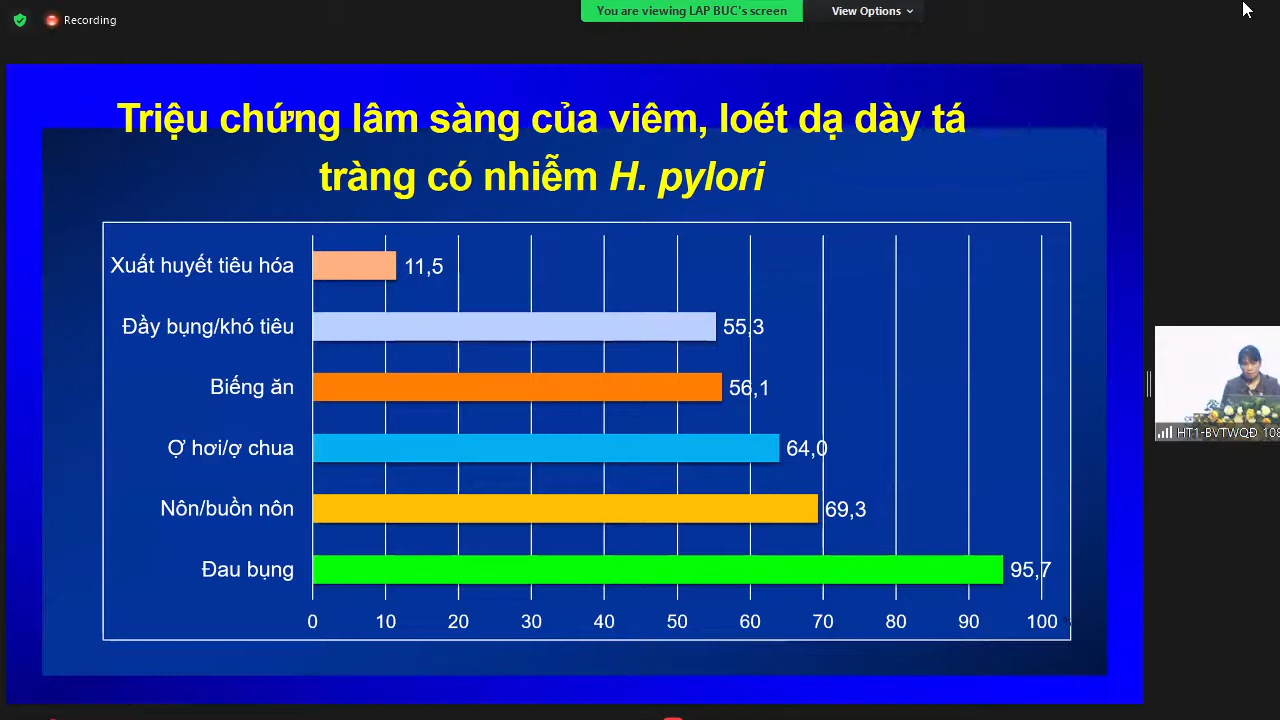 Recording
You are viewing LAP BUC's screen
View Options
Triệu chứng lâm sàng của viêm, loét dạ dày tá
tràng có nhiễm H. pylori
Xuất huyết tiêu hóa 11,5
Đầy bụng/khó tiêu 55,3
Biếng ăn 56,1
Ợ hơi/ợ chua 64,0
Nôn/buồn nôn 69,3
Đau bụng 95,7
0 10 20 30 40 50 60 70 80 90 100
HT1-BVTWQĐ 108